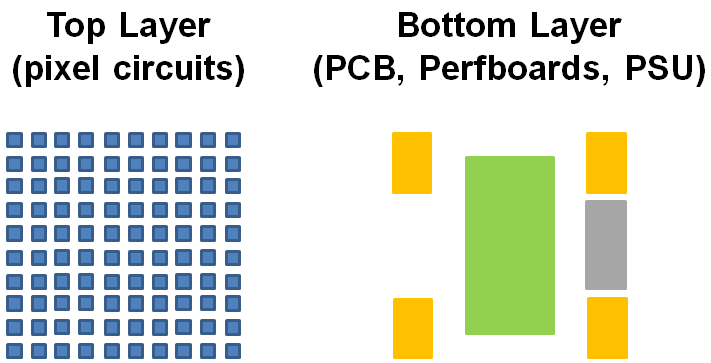 Top Layer
(pixel circuits)
Bottom Layer
(PCB, Perfboards, PSU)